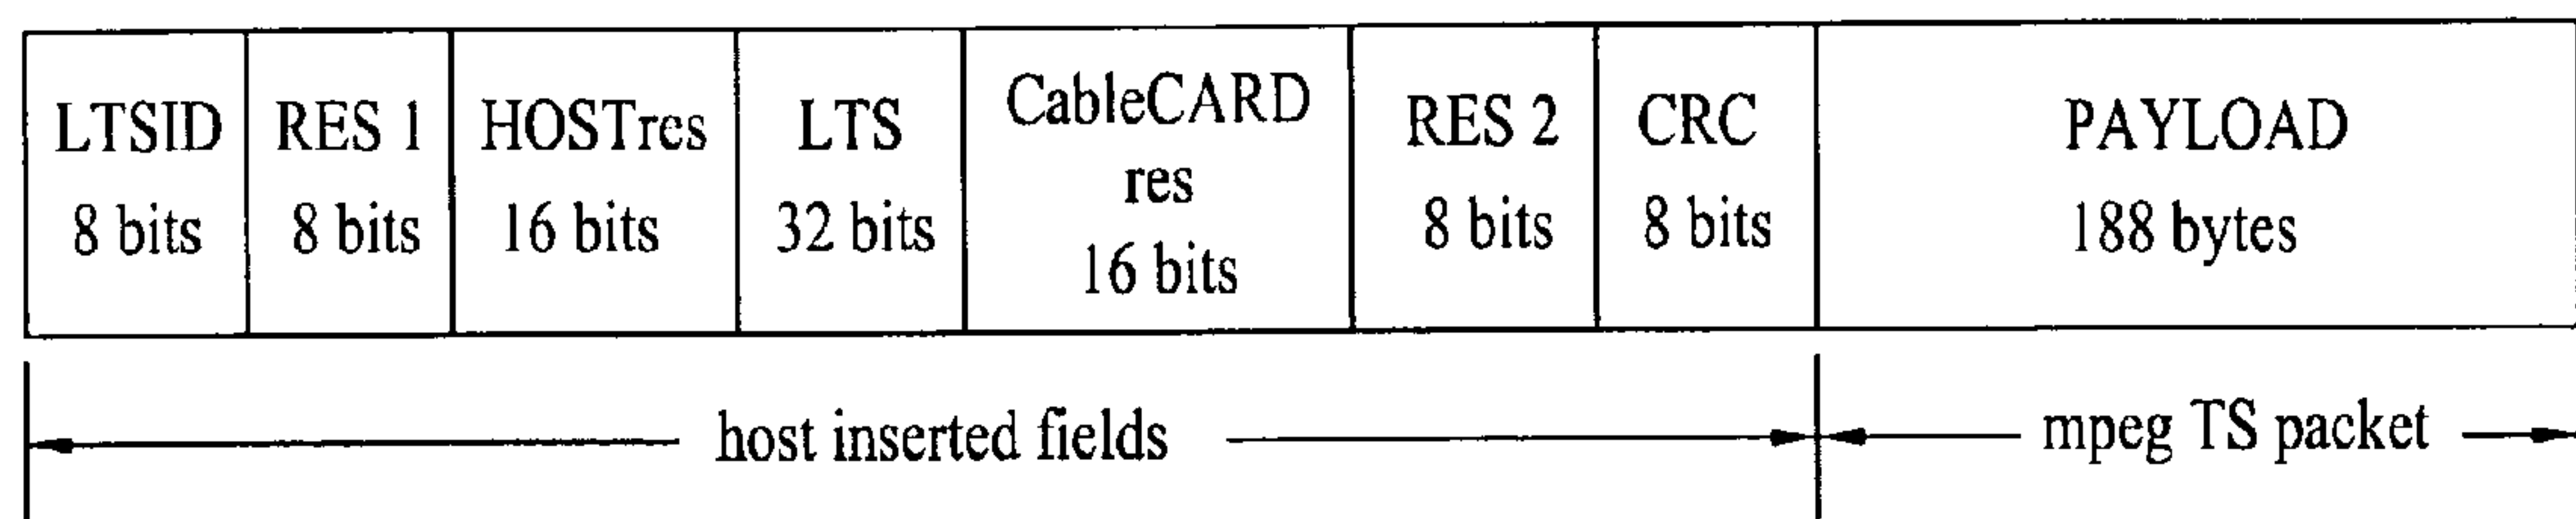 LTSID
8 bits
RES 1
8 bits
HOSTres
16 bits
LTS
32 bits
CableCARD
res
16 bits
RES 2
8 bits
CRC
8 bits
PAYLOAD
188 bytes
host inserted fields
mpeg TS packet